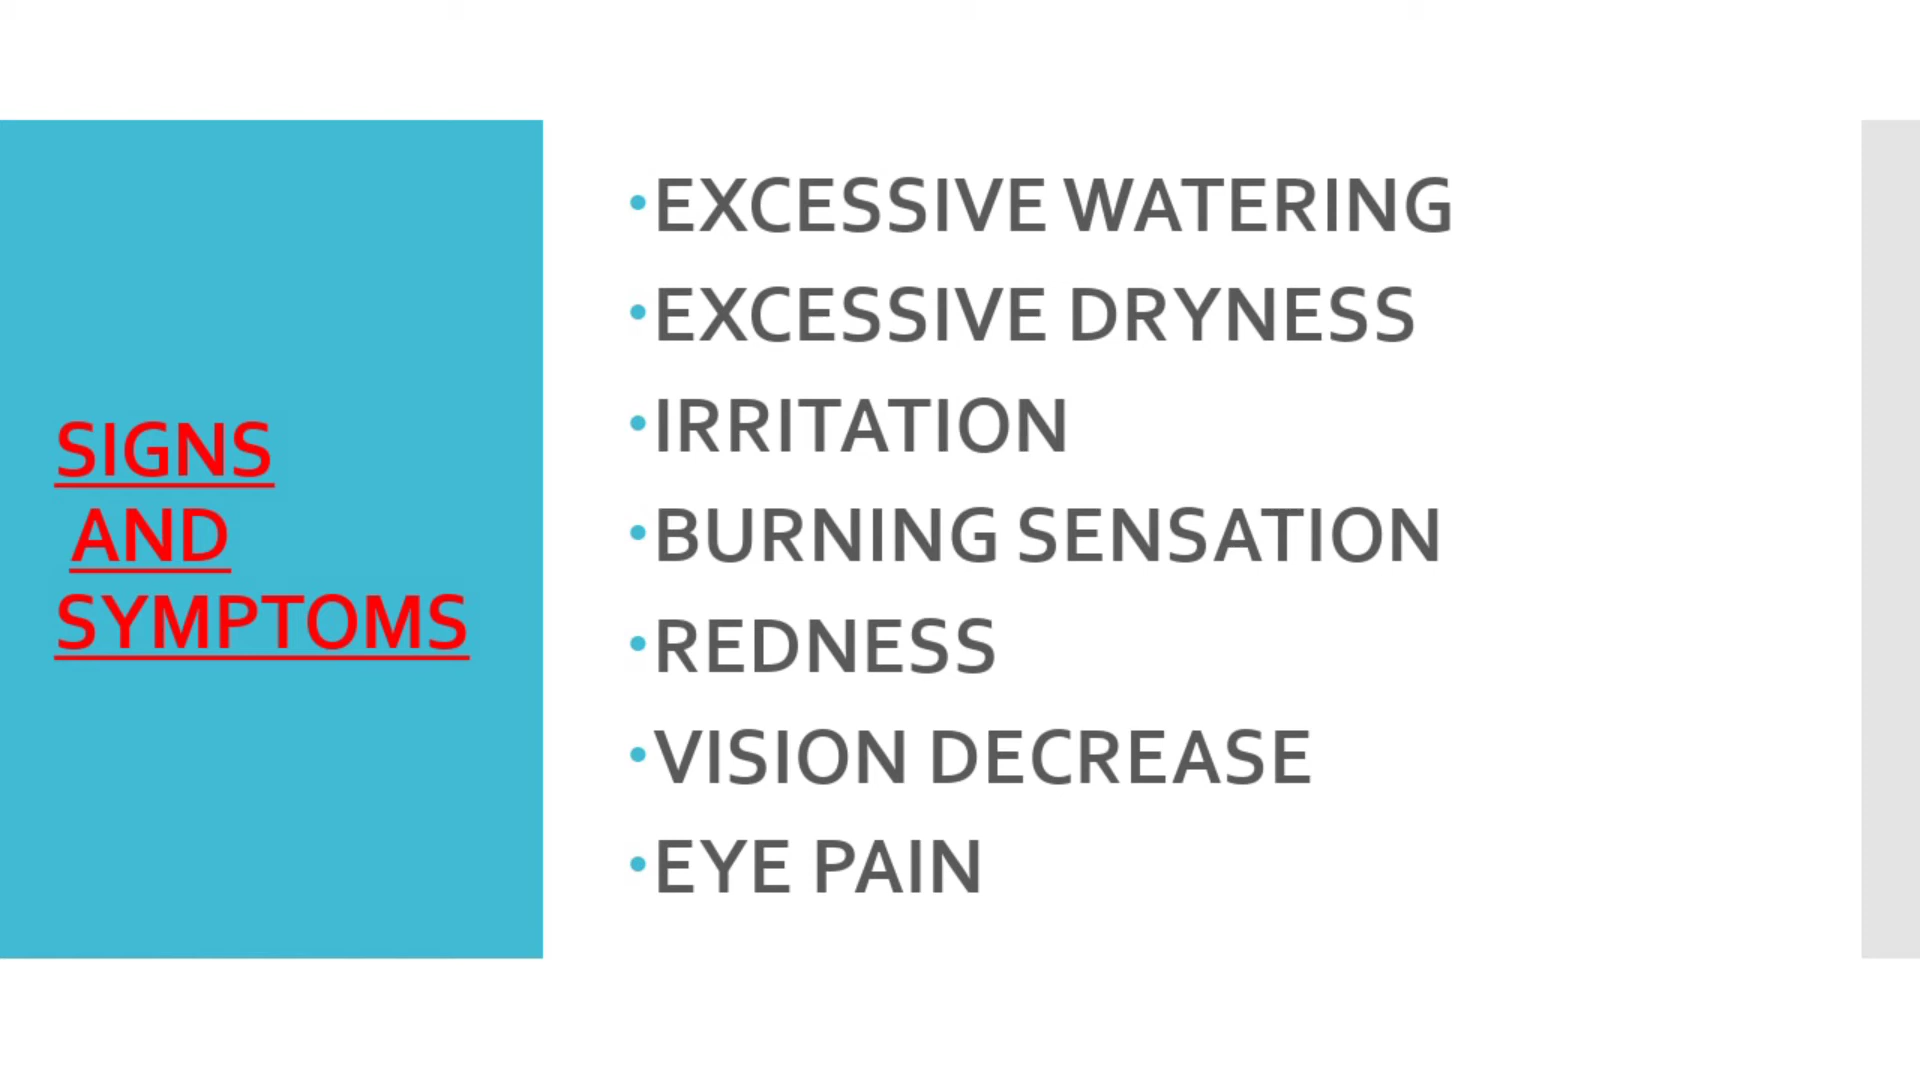 SIGNS
AND
SYMPTOMS
•EXCESSIVE WATERING
•EXCESSIVE DRYNESS
•IRRITATION
•BURNING SENSATION
•REDNESS
•VISION DECREASE
•EYE PAIN